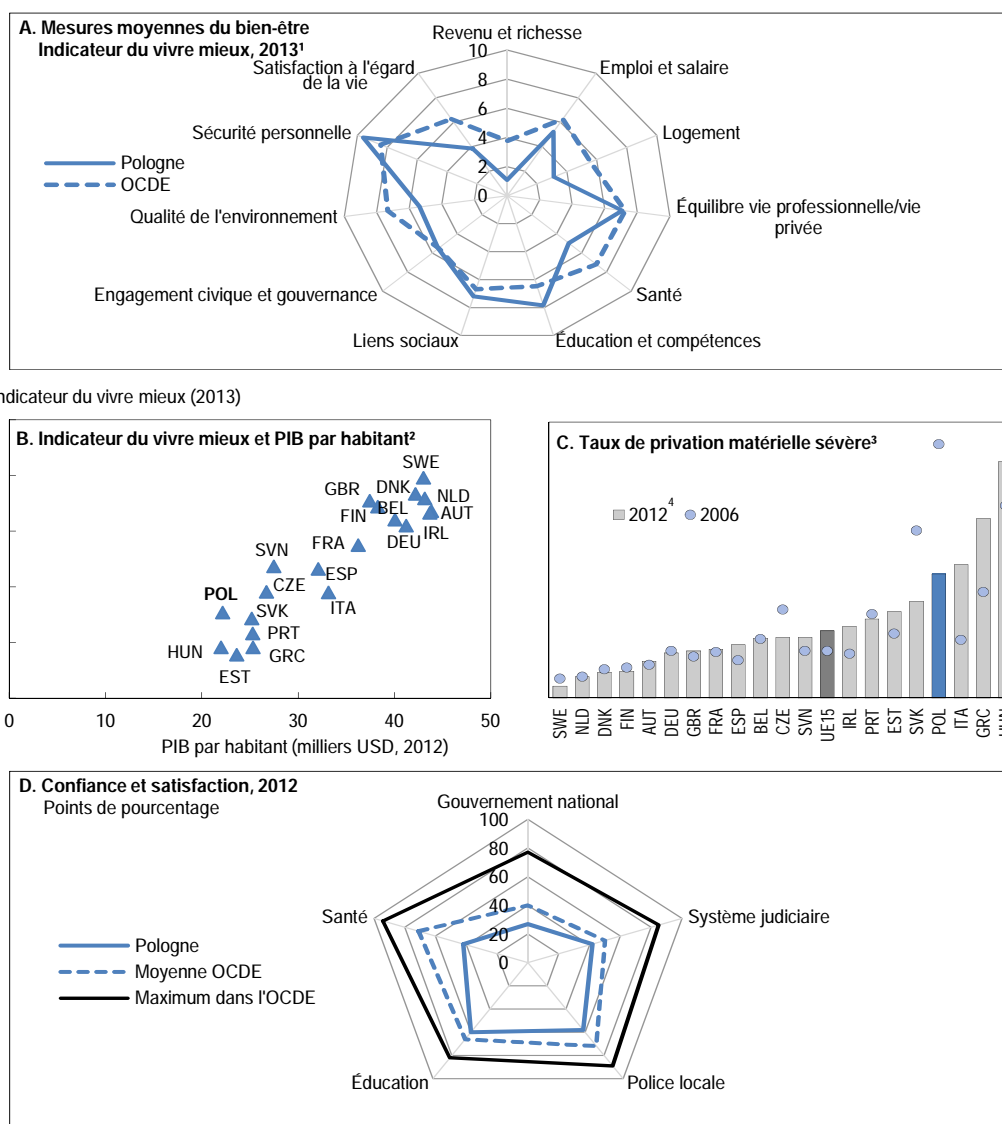 A. Mesures moyennes du bien-être
Indicateur du vivre mieux, 2013¹
Revenu et richesse
Emploi et salaire
Logement
Équilibre vie professionnelle/vie
privée
Santé
Éducation et compétences
Liens sociaux
Engagement civique et gouvernance
Qualité de l'environnement
Sécurité personnelle
Satisfaction à l'égard
de la vie
10
8
6
4
2
0
Pologne
OCDE
ndicateur du vivre mieux (2013)
B. Indicateur du vivre mieux et PIB par habitant²
SWE
DNK
GBR
NLD
BEL
FIN
AUT
IRL
DEU
FRA
SVN
ESP
CZE
ITA
POL
SVK
PRT
HUN
GRC
EST
0
10
20
30
40
50
PIB par habitant (milliers USD, 2012)
C. Taux de privation matérielle sévère³
2012⁴
2006
SWE
NLD
DNK
FIN
AUT
DEU
GBR
FRA
ESP
BEL
CZE
SVN
UE15
IRL
PRT
EST
SVK
POL
ITA
GRC
HUN
D. Confiance et satisfaction, 2012
Points de pourcentage
Gouvernement national
Système judiciaire
Police locale
Éducation
Santé
100
80
60
40
20
0
Pologne
Moyenne OCDE
Maximum dans l'OCDE